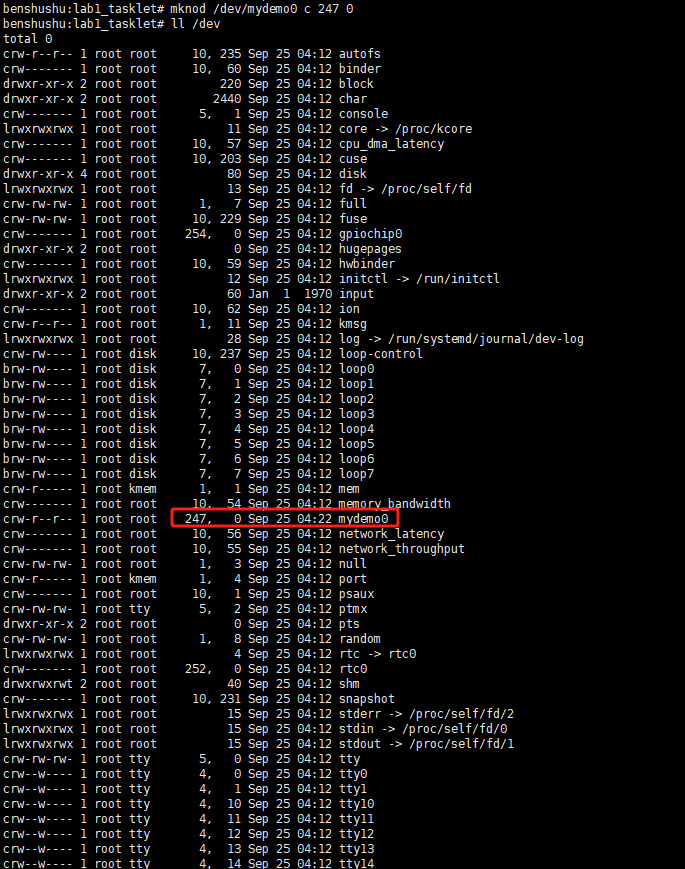 benshushu:lab1_tasklet# mknod /dev/mydemo0 c 247 0
benshushu:lab1_tasklet# ll /dev
total 0
crw-r--r-- 1 root root     10, 235 Sep 25 04:12 autofs
crw------- 1 root root     10,  60 Sep 25 04:12 binder
drwxr-xr-x 2 root root         220 Sep 25 04:12 block
drwxr-xr-x 2 root root        2440 Sep 25 04:12 char
crw------- 1 root root      5,   1 Sep 25 04:12 console
lrwxrwxrwx 1 root root          11 Sep 25 04:12 core -> /proc/kcore
crw------- 1 root root     10,  57 Sep 25 04:12 cpu_dma_latency
crw------- 1 root root     10, 203 Sep 25 04:12 cuse
drwxr-xr-x 4 root root          80 Sep 25 04:12 disk
lrwxrwxrwx 1 root root          13 Sep 25 04:12 fd -> /proc/self/fd
crw-rw-rw- 1 root root      1,   7 Sep 25 04:12 full
crw-rw-rw- 1 root root     10, 229 Sep 25 04:12 fuse
crw------- 1 root root    254,   0 Sep 25 04:12 gpiochip0
drwxr-xr-x 2 root root           0 Sep 25 04:12 hugepages
crw------- 1 root root     10,  59 Sep 25 04:12 hwbinder
lrwxrwxrwx 1 root root          12 Sep 25 04:12 initctl -> /run/initctl
drwxr-xr-x 2 root root          60 Jan  1  1970 input
crw------- 1 root root     10,  62 Sep 25 04:12 ion
crw-r--r-- 1 root root      1,  11 Sep 25 04:12 kmsg
lrwxrwxrwx 1 root root          28 Sep 25 04:12 log -> /run/systemd/journal/dev-log
crw-rw---- 1 root disk     10, 237 Sep 25 04:12 loop-control
brw-rw---- 1 root disk      7,   0 Sep 25 04:12 loop0
brw-rw---- 1 root disk      7,   1 Sep 25 04:12 loop1
brw-rw---- 1 root disk      7,   2 Sep 25 04:12 loop2
brw-rw---- 1 root disk      7,   3 Sep 25 04:12 loop3
brw-rw---- 1 root disk      7,   4 Sep 25 04:12 loop4
brw-rw---- 1 root disk      7,   5 Sep 25 04:12 loop5
brw-rw---- 1 root disk      7,   6 Sep 25 04:12 loop6
brw-rw---- 1 root disk      7,   7 Sep 25 04:12 loop7
crw-r----- 1 root kmem      1,   1 Sep 25 04:12 mem
crw------- 1 root root     10,  54 Sep 25 04:12 memory_bandwidth
crw-r--r-- 1 root root    247,   0 Sep 25 04:22 mydemo0
crw------- 1 root root     10,  56 Sep 25 04:12 network_latency
crw------- 1 root root     10,  55 Sep 25 04:12 network_throughput
crw-rw-rw- 1 root root      1,   3 Sep 25 04:12 null
crw-r----- 1 root kmem      1,   4 Sep 25 04:12 port
crw------- 1 root root     10,   1 Sep 25 04:12 psaux
crw-rw-rw- 1 root tty       5,   2 Sep 25 04:12 ptmx
drwxr-xr-x 2 root root           0 Sep 25 04:12 pts
crw-rw-rw- 1 root root      1,   8 Sep 25 04:12 random
lrwxrwxrwx 1 root root           4 Sep 25 04:12 rtc -> rtc0
crw------- 1 root root    252,   0 Sep 25 04:12 rtc0
drwxrwxrwt 2 root root          40 Sep 25 04:12 shm
crw------- 1 root root     10, 231 Sep 25 04:12 snapshot
lrwxrwxrwx 1 root root          15 Sep 25 04:12 stderr -> /proc/self/fd/2
lrwxrwxrwx 1 root root          15 Sep 25 04:12 stdin -> /proc/self/fd/0
lrwxrwxrwx 1 root root          15 Sep 25 04:12 stdout -> /proc/self/fd/1
crw-rw-rw- 1 root tty       5,   0 Sep 25 04:12 tty
crw--w---- 1 root tty       4,   0 Sep 25 04:12 tty0
crw--w---- 1 root tty       4,   1 Sep 25 04:12 tty1
crw--w---- 1 root tty       4,  10 Sep 25 04:12 tty10
crw--w---- 1 root tty       4,  11 Sep 25 04:12 tty11
crw--w---- 1 root tty       4,  12 Sep 25 04:12 tty12
crw--w---- 1 root tty       4,  13 Sep 25 04:12 tty13
crw--w---- 1 root tty       4,  14 Sep 25 04:12 tty14